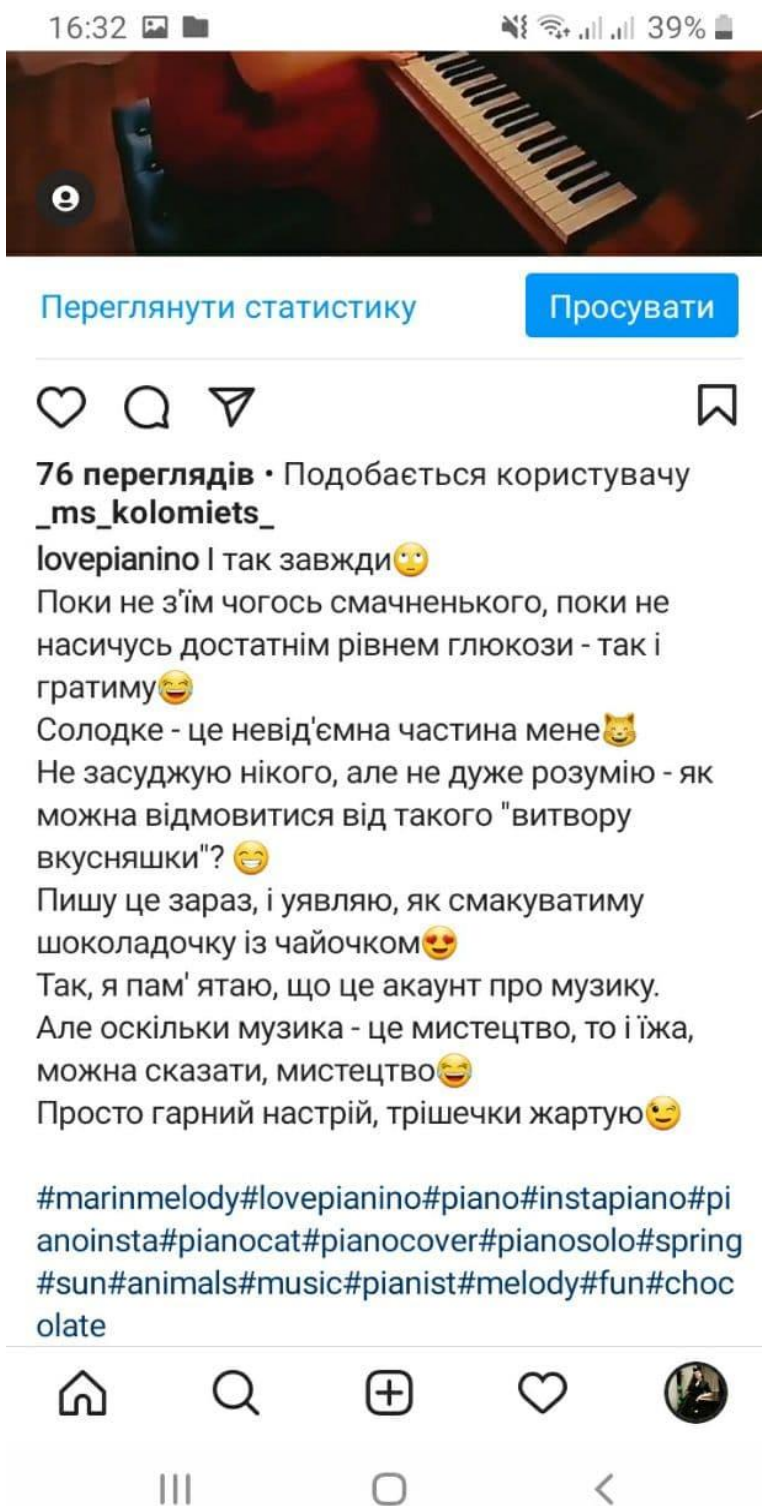 16:32 39%
Переглянути статистику Просувати
76 переглядів • Подобається користувачу
_ms_kolomiets_
lovepianino І так завжди🙄
Поки не з'їм чогось смачненького, поки не
насичусь достатнім рівнем глюкози - так і
гратиму😂
Солодке - це невід'ємна частина мене😸
Не засуджую нікого, але не дуже розумію - як
можна відмовитися від такого "витвору
вкусняшки"? 😁
Пишу це зараз, і уявляю, як смакуватиму
шоколадочку із чайочком😍
Так, я пам' ятаю, що це акаунт про музику.
Але оскільки музика - це мистецтво, то і їжа,
можна сказати, мистецтво😂
Просто гарний настрій, трішечки жартую😉
#marinmelody#lovepianino#piano#instapiano#pi
anoinsta#pianocat#pianocover#pianosolo#spring
#sun#animals#music#pianist#melody#fun#choc
olate